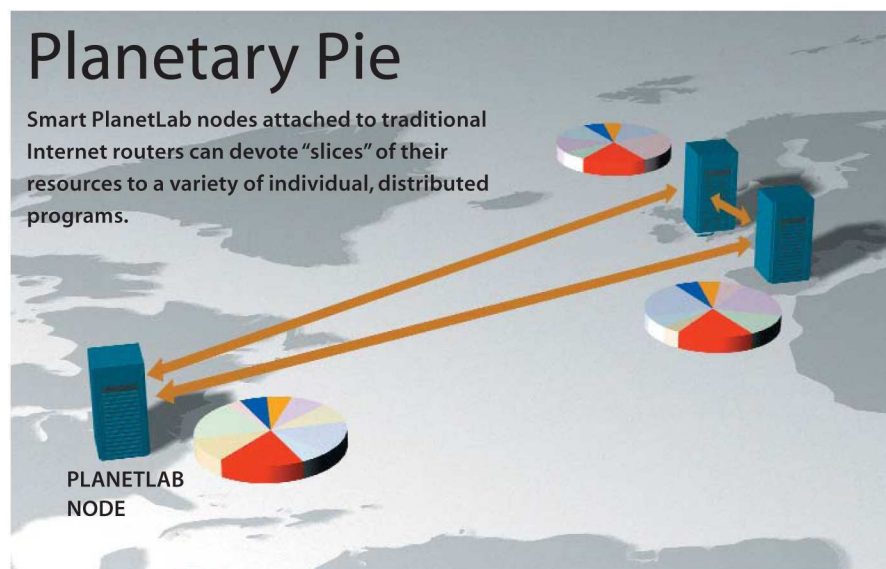 Planetary Pie
Smart PlanetLab nodes attached to traditional
Internet routers can devote “slices” of their
resources to a variety of individual, distributed
programs.
PLANETLAB
NODE